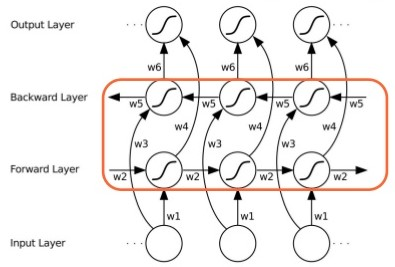 Output Layer
w6 w6 w6
Backward Layer
w5 w5 w5 w5
w4 w4 w4
w3 w3 w3
Forward Layer
w2 w2 w2 w2
w1 w1 w1
Input Layer